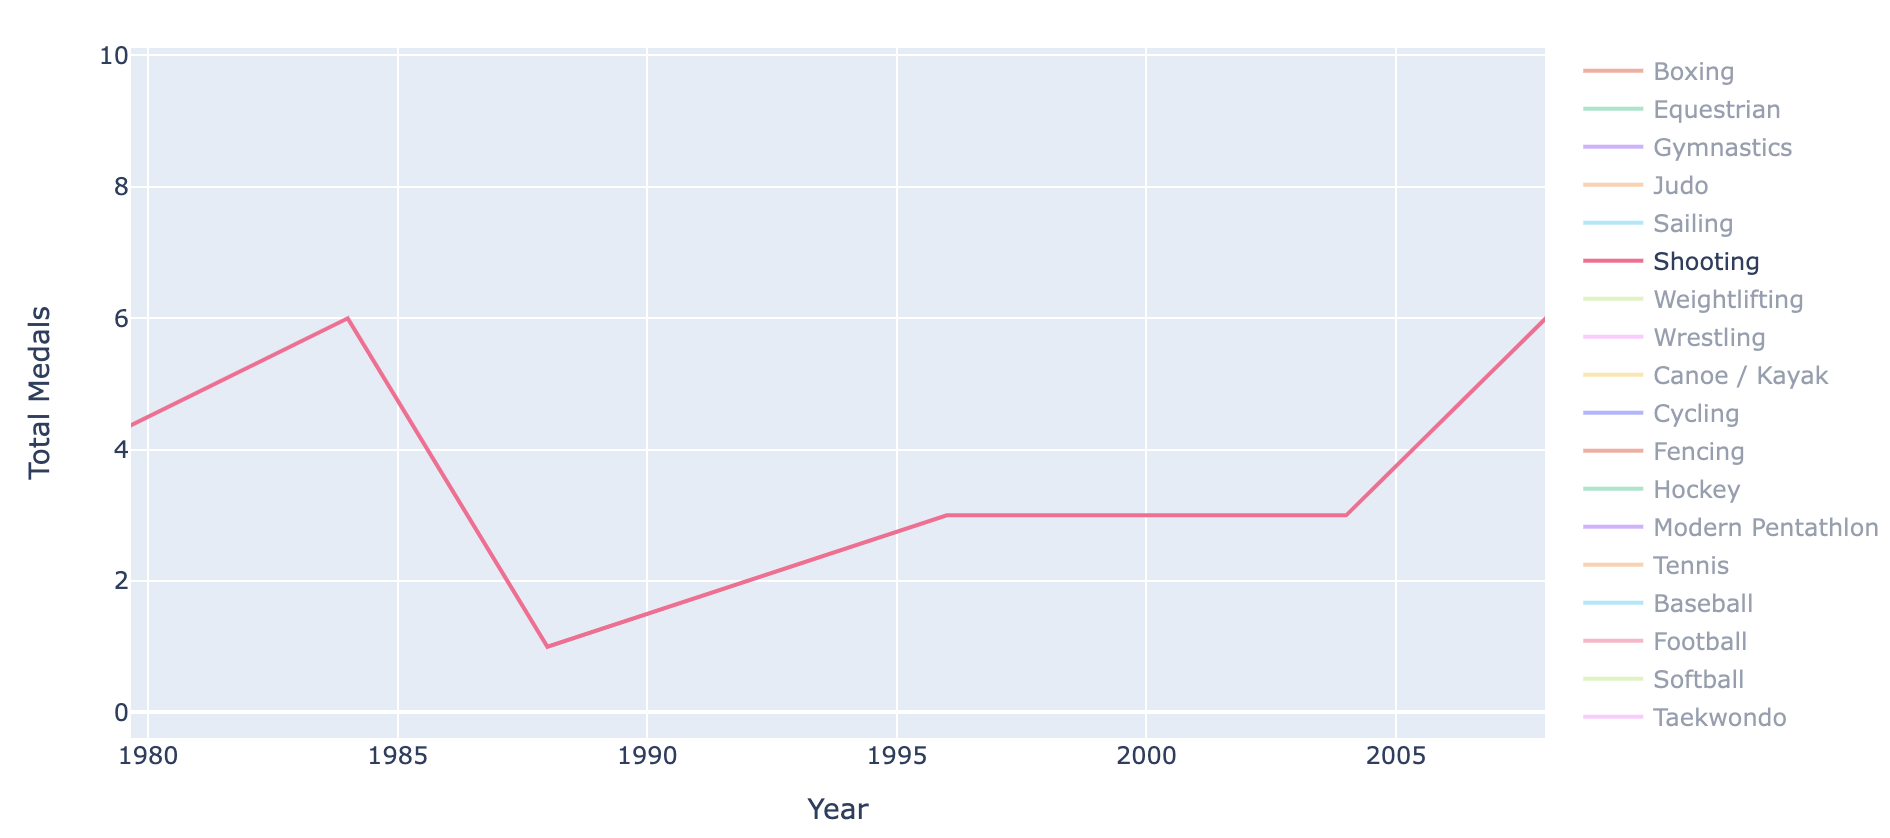 Total Medals
10
8
6
4
2
0
1980 1985 1990 1995 2000 2005
Year
Boxing
Equestrian
Gymnastics
Judo
Sailing
Shooting
Weightlifting
Wrestling
Canoe / Kayak
Cycling
Fencing
Hockey
Modern Pentathlon
Tennis
Baseball
Football
Softball
Taekwondo